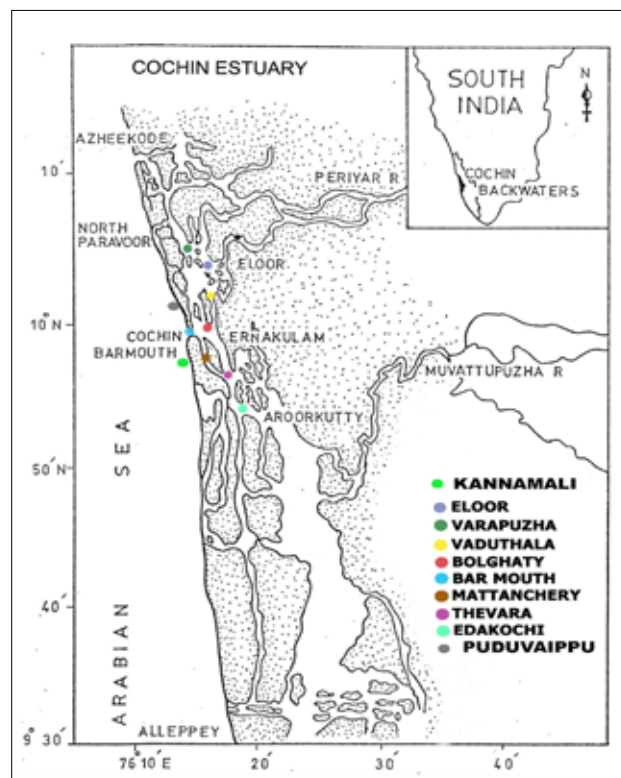 COCHIN ESTUARY
SOUTH
INDIA
N
COCHIN
BACKWATERS
AZHEEKODE
10'
PERIYAR R
NORTH
PARAVOOR
ELOOR
10°N
COCHIN
BARMOUTH
ERNAKULAM
MUVATTUPUZHA R
AROORKUTTY
50'N
ARABIAN SEA
KANNAMALI
ELOOR
VARAPUZHA
VADUTHALA
BOLGHATY
BAR MOUTH
MATTANCHERY
THEVARA
EDAKOCHI
PUDUVAIPPU
40'
ALLEPPEY
9° 30'
76° 10' E
20'
30'
40'